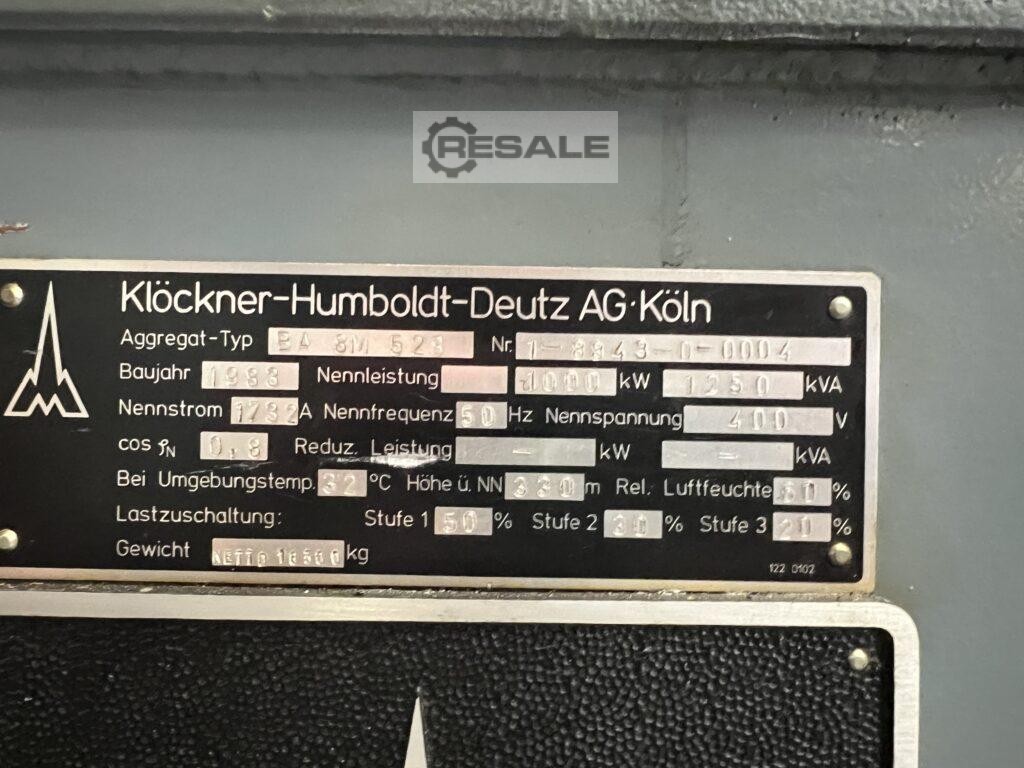 RESALE
Klöckner-Humboldt-Deutz AG·Köln
Aggregat-Typ BA 8M 528 Nr. 1-8843-0-0004
Baujahr 1988 Nennleistung 1000 kW 1250 kVA
Nennstrom 1732 A Nennfrequenz 50 Hz Nennspannung 400 V
cos φN 0,8 Reduz. Leistung - kW - kVA
Bei Umgebungstemp. 32 °C Höhe ü. NN 330 m Rel. Luftfeuchte 60 %
Lastzuschaltung: Stufe 1 50 % Stufe 2 30 % Stufe 3 20 %
Gewicht NETTO 16500 kg
122 0102